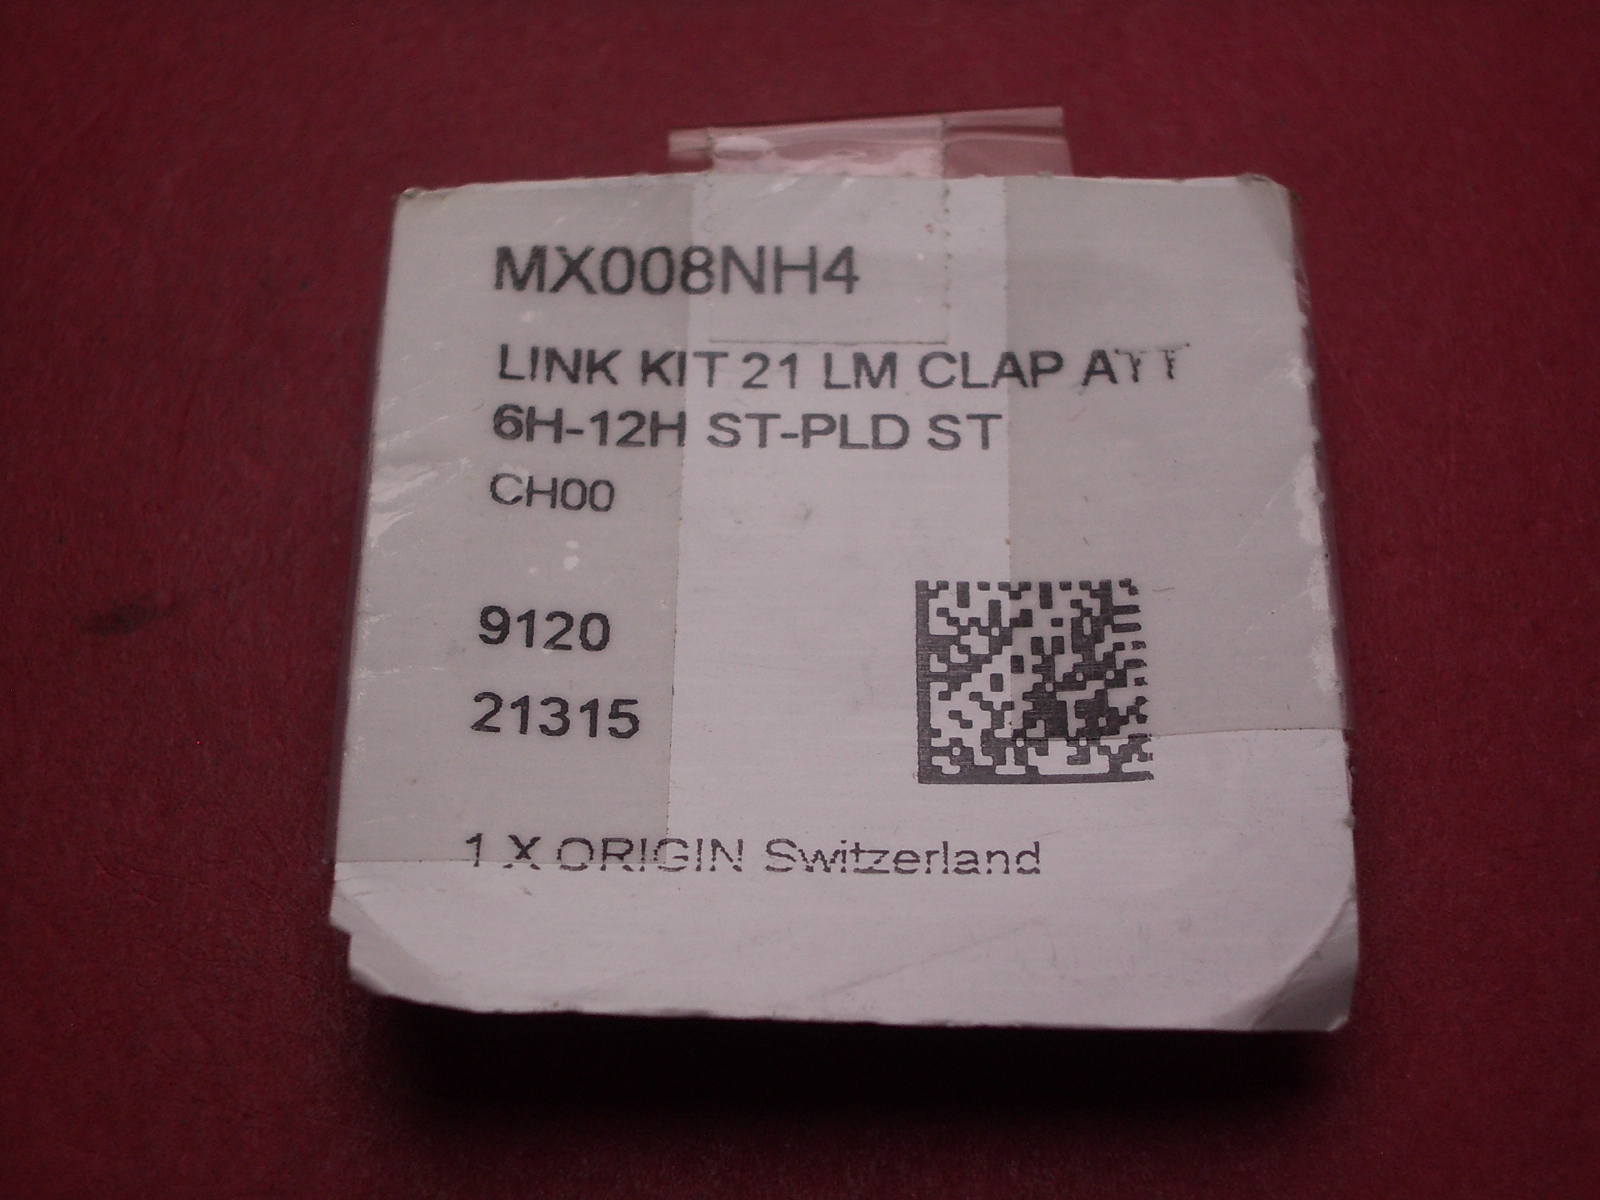 MX008NH4
LINK KIT 21 LM CLAP ATT
6H-12H ST-PLD ST
CH00
9120
21315
1 X ORIGIN Switzerland